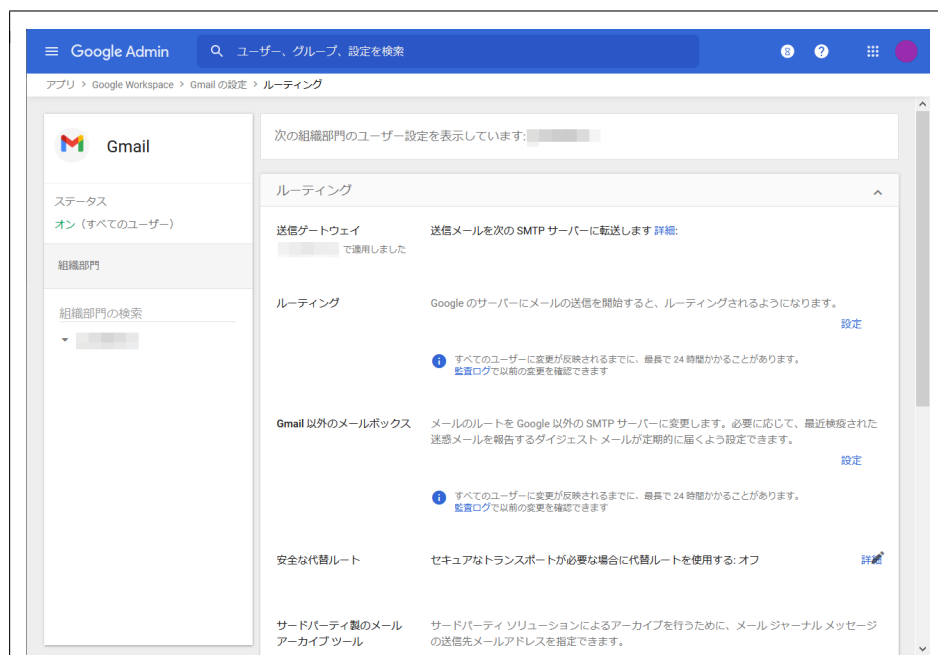 Google Admin
ユーザー、グループ、設定を検索
アプリ > Google Workspace > Gmail の設定 > ルーティング
Gmail
ステータス
オン（すべてのユーザー）
組織部門
組織部門の検索
次の組織部門のユーザー設定を表示しています:
ルーティング
送信ゲートウェイ
で適用しました
送信メールを次の SMTP サーバーに転送します 詳細:
ルーティング
Google のサーバーにメールの送信を開始すると、ルーティングされるようになります。
設定
すべてのユーザーに変更が反映されるまでに、最長で 24 時間かかることがあります。
監査ログで以前の変更を確認できます
Gmail 以外のメールボックス
メールのルートを Google 以外の SMTP サーバーに変更します。必要に応じて、最近検疫された
迷惑メールを報告するダイジェスト メールが定期的に届くよう設定できます。
設定
すべてのユーザーに変更が反映されるまでに、最長で 24 時間かかることがあります。
監査ログで以前の変更を確認できます
安全な代替ルート
セキュアなトランスポートが必要な場合に代替ルートを使用する: オフ
詳細
サードパーティ製のメール
アーカイブ ツール
サードパーティ ソリューションによるアーカイブを行うために、メール ジャーナル メッセージ
の送信先メールアドレスを指定できます。